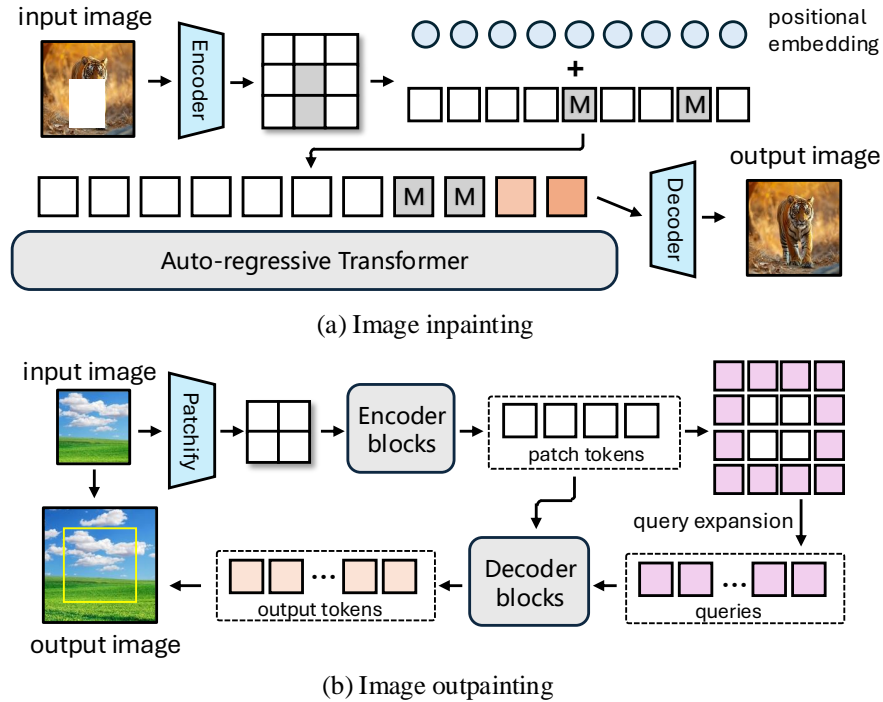 input image
Encoder
positional
embedding
+
M
M
output image
M
M
Decoder
Auto-regressive Transformer
(a) Image inpainting
input image
Patchify
Encoder
blocks
patch tokens
query expansion
Decoder
blocks
...
output tokens
...
queries
output image
(b) Image outpainting